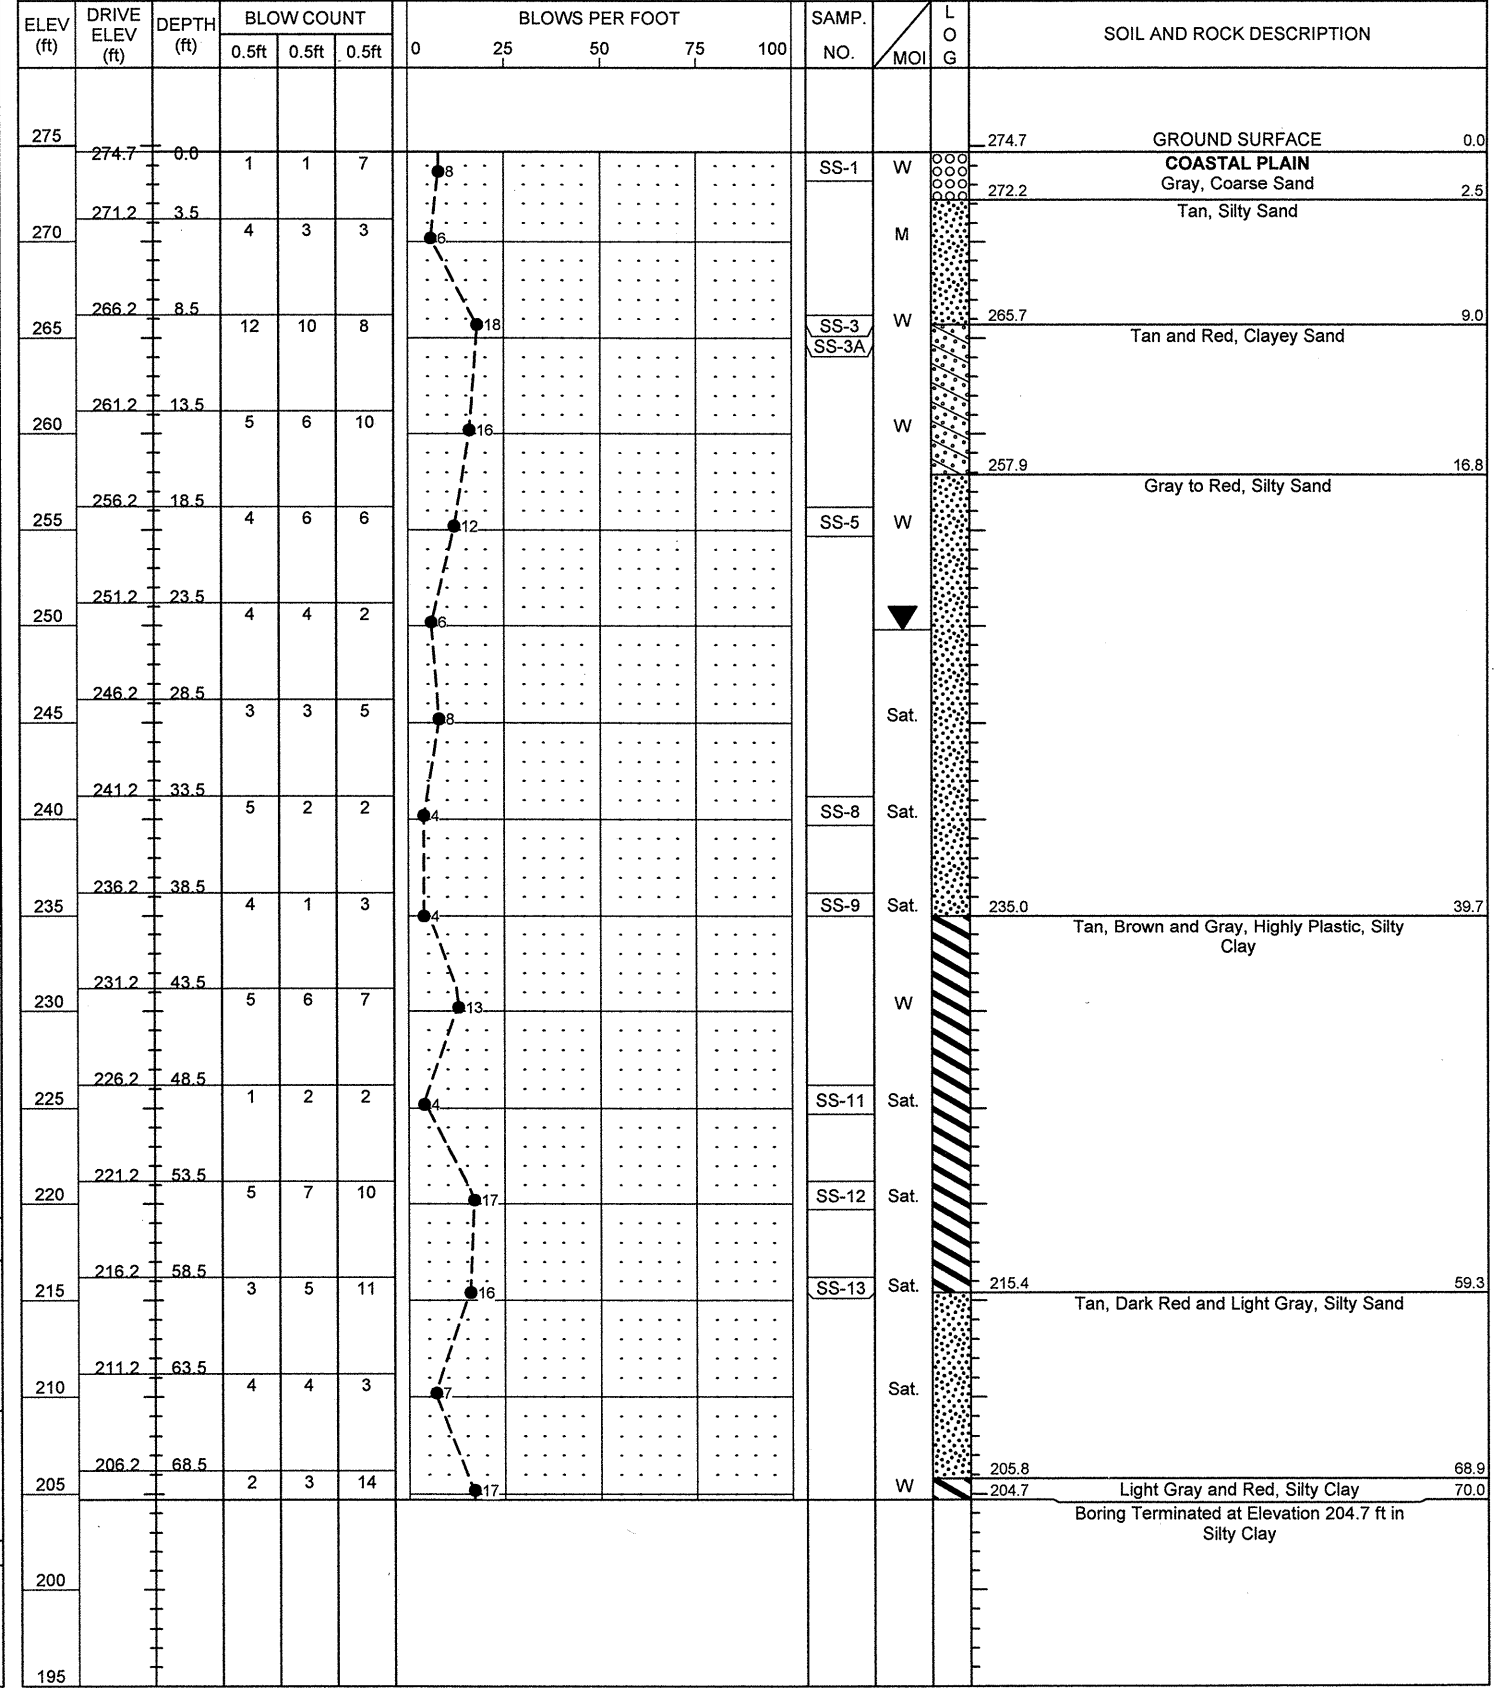 ELEV (ft) DRIVE ELEV (ft) DEPTH (ft) BLOW COUNT BLOWS PER FOOT SAMP. NO. MOI L O G SOIL AND ROCK DESCRIPTION
0.5ft 0.5ft 0.5ft 0 25 50 75 100
275
274.7 GROUND SURFACE 0.0
274.7 0.0 1 1 7 8 SS-1 W COASTAL PLAIN
Gray, Coarse Sand
272.2 2.5
271.2 3.5 Tan, Silty Sand
270 4 3 3 6 M
266.2 8.5
265 12 10 8 18 SS-3 W 265.7 9.0
SS-3A Tan and Red, Clayey Sand
261.2 13.5
260 5 6 10 16 W
257.9 16.8
Gray to Red, Silty Sand
256.2 18.5
255 4 6 6 12 SS-5 W
251.2 23.5
250 4 4 2 6
246.2 28.5
245 3 3 5 8 Sat.
241.2 33.5
240 5 2 2 4 SS-8 Sat.
236.2 38.5
235 4 1 3 4 SS-9 Sat. 235.0 39.7
Tan, Brown and Gray, Highly Plastic, Silty
Clay
231.2 43.5
230 5 6 7 13 W
226.2 48.5
225 1 2 2 4 SS-11 Sat.
221.2 53.5
220 5 7 10 17 SS-12 Sat.
216.2 58.5
215 3 5 11 16 SS-13 Sat. 215.4 59.3
Tan, Dark Red and Light Gray, Silty Sand
211.2 63.5
210 4 4 3 7 Sat.
206.2 68.5 205.8 68.9
205 2 3 14 17 W 204.7 Light Gray and Red, Silty Clay 70.0
Boring Terminated at Elevation 204.7 ft in
Silty Clay
200
195